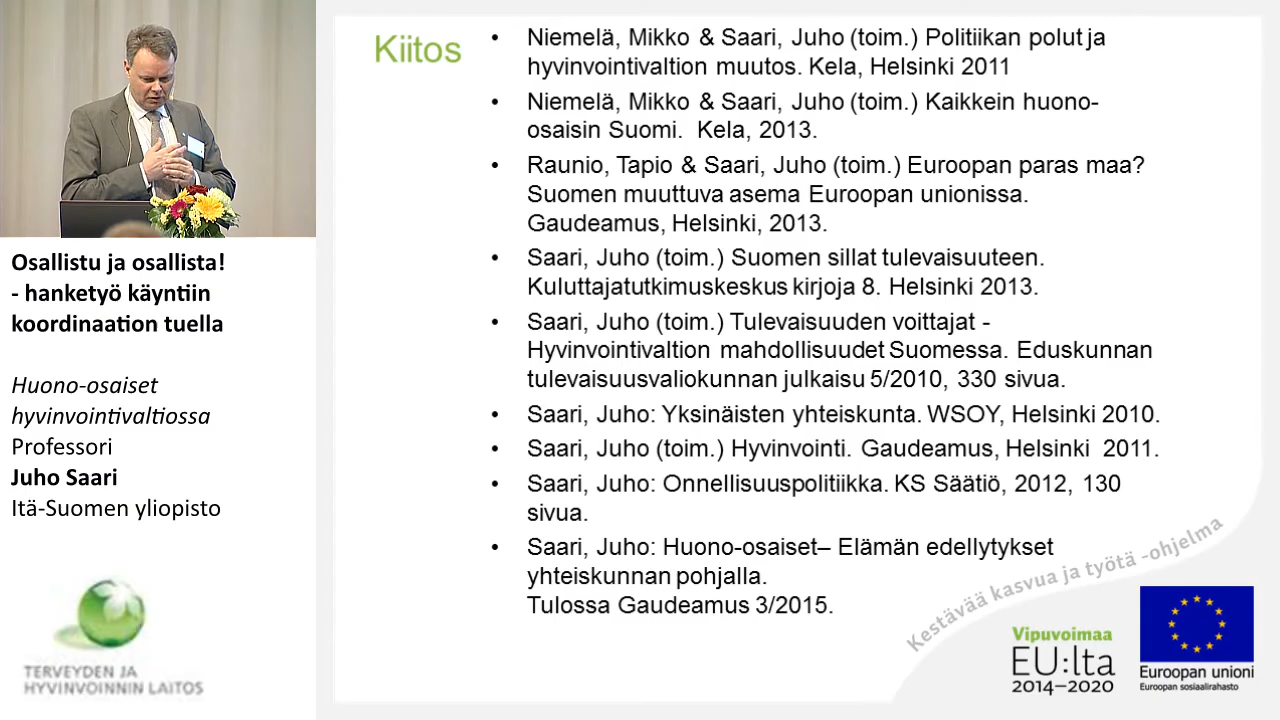 Osallistu ja osallista!
- hanketyö käyntiin
koordinaation tuella
Huono-osaiset
hyvinvointivaltiossa
Professori
Juho Saari
Itä-Suomen yliopisto
TERVEYDEN JA
HYVINVOINNIN LAITOS
Kiitos
• Niemelä, Mikko & Saari, Juho (toim.) Politiikan polut ja
hyvinvointivaltion muutos. Kela, Helsinki 2011
• Niemelä, Mikko & Saari, Juho (toim.) Kaikkein huono-
osaisin Suomi. Kela, 2013.
• Raunio, Tapio & Saari, Juho (toim.) Euroopan paras maa?
Suomen muuttuva asema Euroopan unionissa.
Gaudeamus, Helsinki, 2013.
• Saari, Juho (toim.) Suomen sillat tulevaisuuteen.
Kuluttajatutkimuskeskus kirjoja 8. Helsinki 2013.
• Saari, Juho (toim.) Tulevaisuuden voittajat -
Hyvinvointivaltion mahdollisuudet Suomessa. Eduskunnan
tulevaisuusvaliokunnan julkaisu 5/2010, 330 sivua.
• Saari, Juho: Yksinäisten yhteiskunta. WSOY, Helsinki 2010.
• Saari, Juho (toim.) Hyvinvointi. Gaudeamus, Helsinki 2011.
• Saari, Juho: Onnellisuuspolitiikka. KS Säätiö, 2012, 130
sivua.
• Saari, Juho: Huono-osaiset– Elämän edellytykset
yhteiskunnan pohjalla.
Tulossa Gaudeamus 3/2015.
Kestävää kasvua ja työtä -ohjelma
Vipuvoimaa
EU:lta
2014–2020
Euroopan unioni
Euroopan sosiaalirahasto